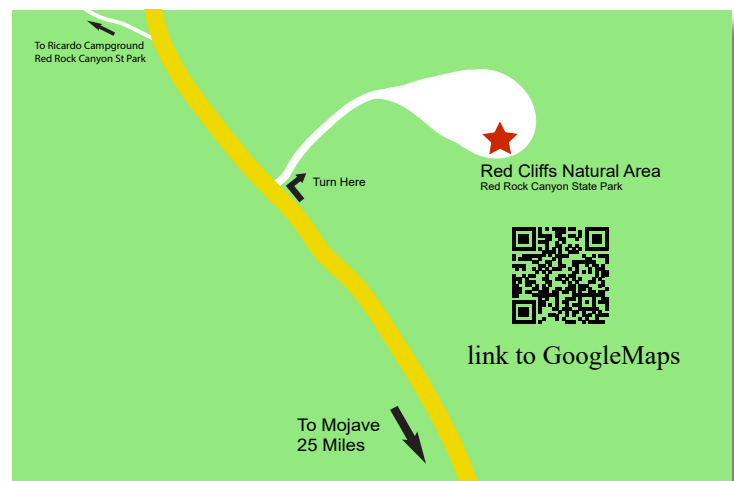 To Ricardo Campground
Red Rock Canyon St Park
Turn Here
Red Cliffs Natural Area
Red Rock Canyon State Park
link to GoogleMaps
To Mojave
25 Miles